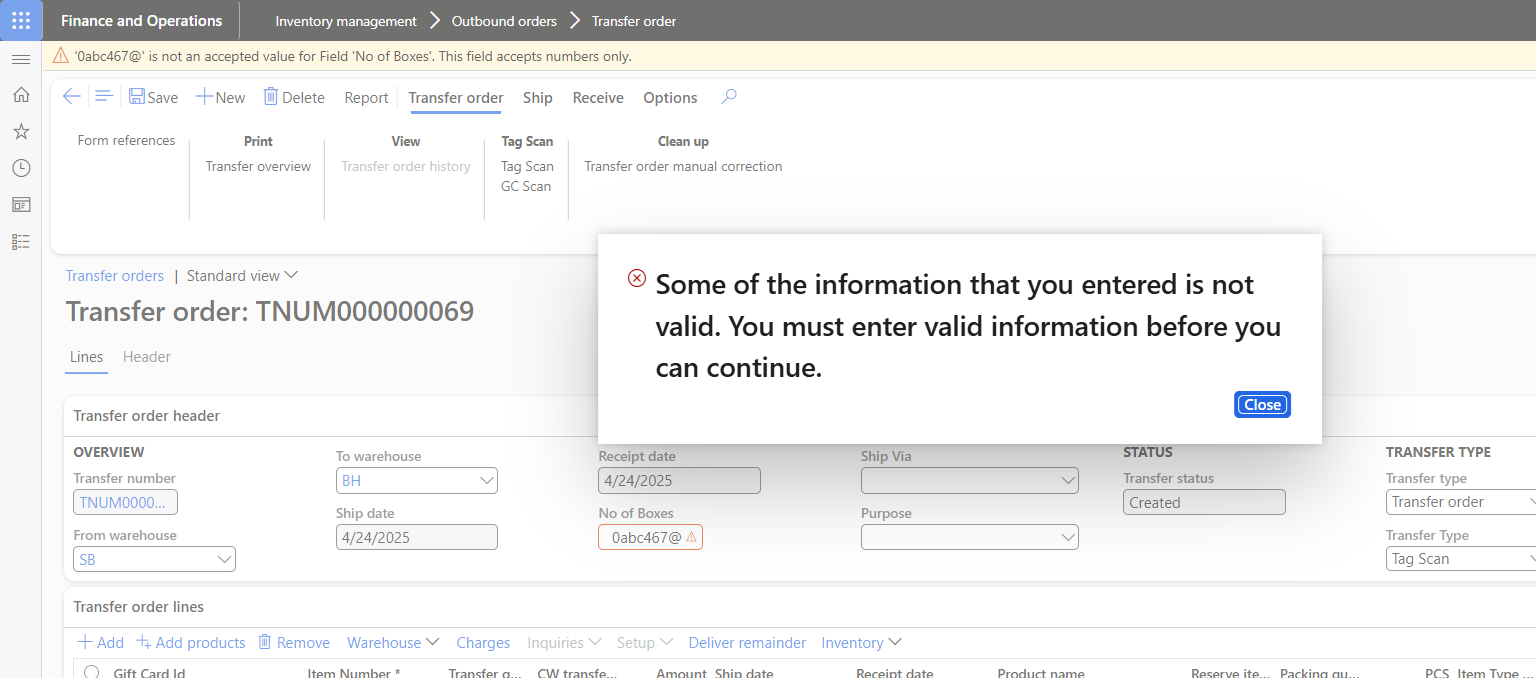 Finance and Operations
Inventory management
Outbound orders
Transfer order
'0abc467@' is not an accepted value for Field 'No of Boxes'. This field accepts numbers only.
Save
New
Delete
Report
Transfer order
Ship
Receive
Options
Form references
Print
Transfer overview
View
Transfer order history
Tag Scan
Tag Scan
GC Scan
Clean up
Transfer order manual correction
Some of the information that you entered is not
valid. You must enter valid information before you
can continue.
Close
Transfer orders | Standard view
Transfer order: TNUM000000069
Lines
Header
Transfer order header
OVERVIEW
Transfer number
TNUM0000...
From warehouse
SB
To warehouse
BH
Ship date
4/24/2025
Receipt date
4/24/2025
No of Boxes
0abc467@
Ship Via
Purpose
STATUS
Transfer status
Created
TRANSFER TYPE
Transfer type
Transfer order
Transfer Type
Tag Scan
Transfer order lines
Add
Add products
Remove
Warehouse
Charges
Inquiries
Setup
Deliver remainder
Inventory
Gift Card Id
Item Number *
Transfer q...
CW transfe...
Amount
Ship date
Receipt date
Product name
Reserve ite...
Packing qu...
PCS
Item Type ...